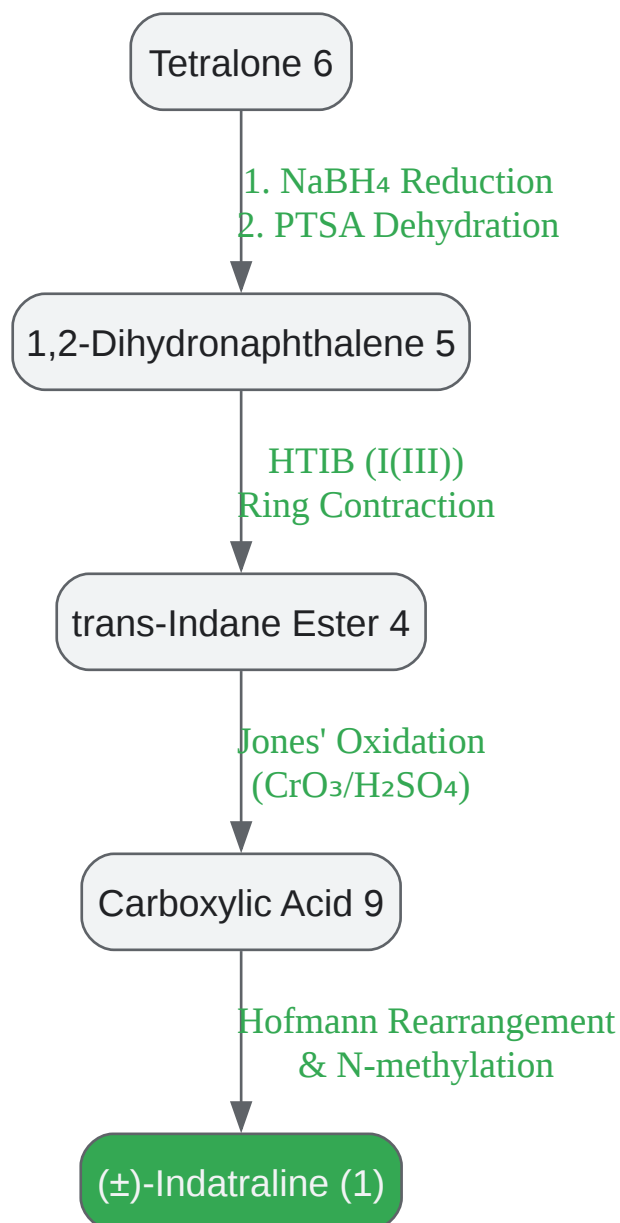 Tetralone 6
1. NaBH₄ Reduction
2. PTSA Dehydration
1,2-Dihydronaphthalene 5
HTIB (I(III))
Ring Contraction
trans-Indane Ester 4
Jones' Oxidation
(CrO₃/H₂SO₄)
Carboxylic Acid 9
Hofmann Rearrangement
& N-methylation
(±)-Indatraline (1)